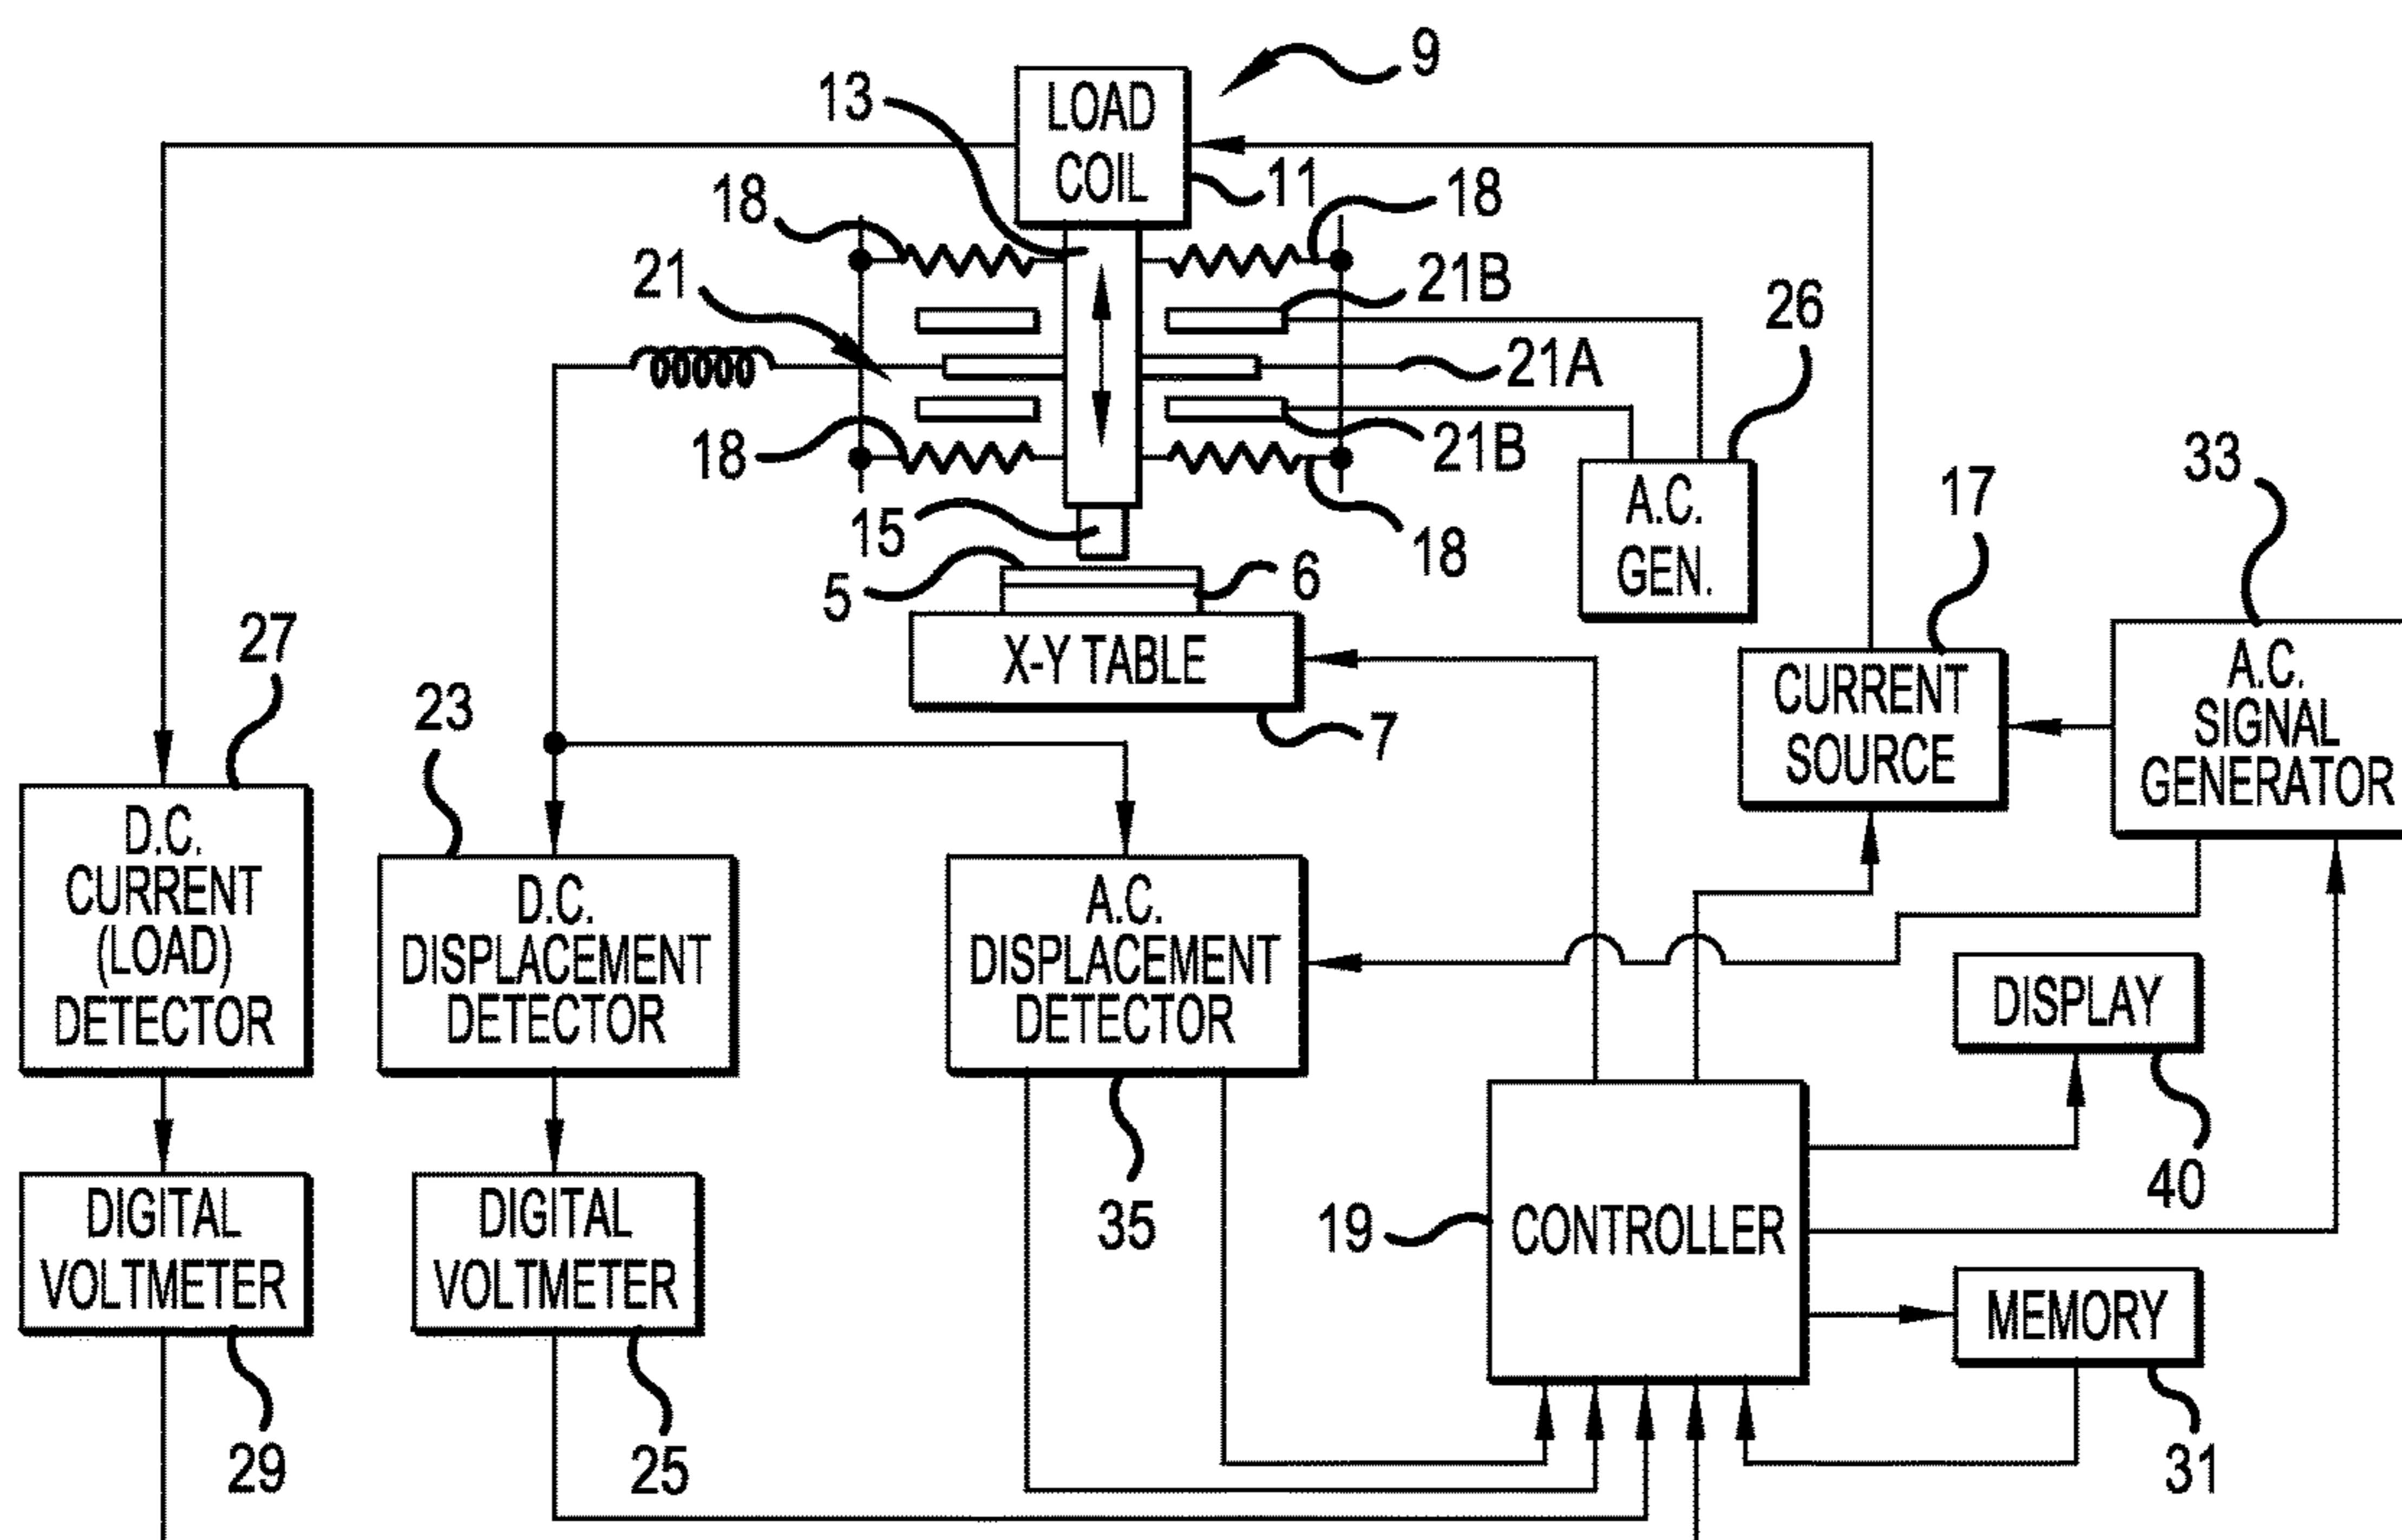 9
13
LOAD
COIL
11
18
18
21
21B
26
21A
18
21B
33
17
15
18
A.C.
GEN.
5
6
27
X-Y TABLE
23
7
CURRENT
SOURCE
A.C.
SIGNAL
GENERATOR
D.C.
CURRENT
(LOAD)
DETECTOR
D.C.
DISPLACEMENT
DETECTOR
A.C.
DISPLACEMENT
DETECTOR
DISPLAY
40
DIGITAL
VOLTMETER
DIGITAL
VOLTMETER
35
19
CONTROLLER
MEMORY
29
25
31